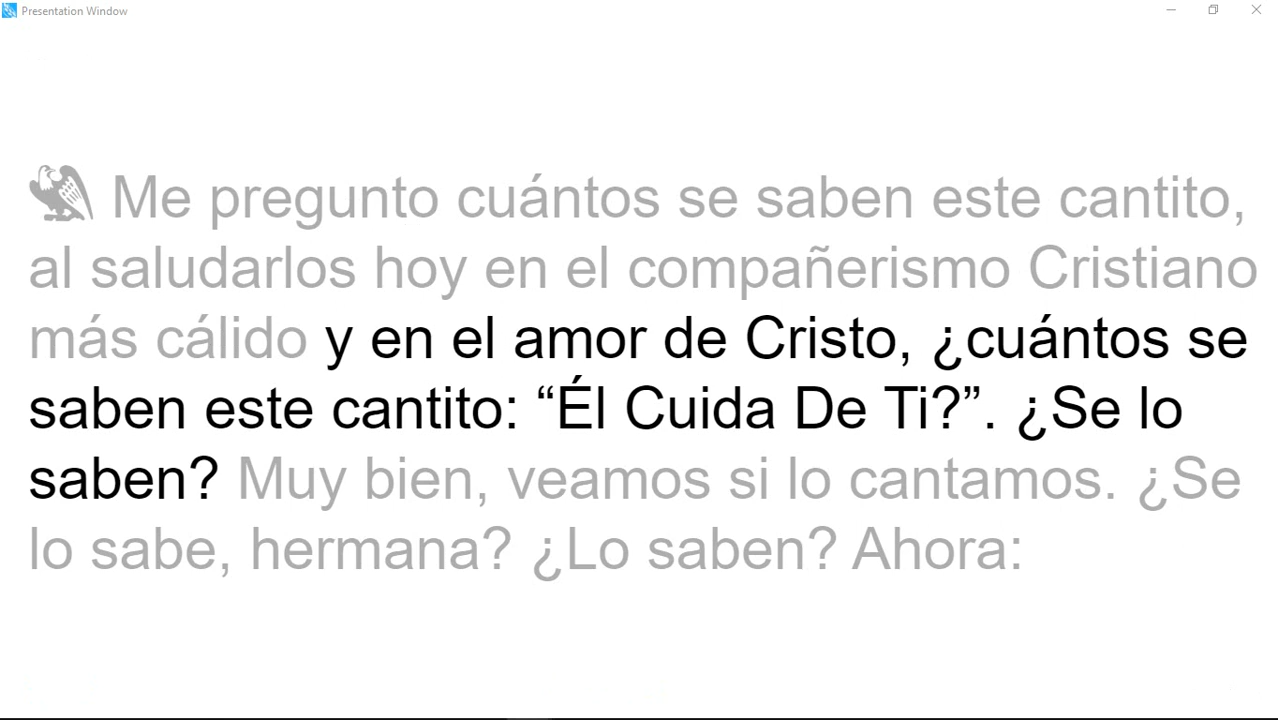 Presentation Window
Me pregunto cuántos se saben este cantito,
al saludarlos hoy en el compañerismo Cristiano
más cálido y en el amor de Cristo, ¿cuántos se
saben este cantito: “Él Cuida De Ti?”. ¿Se lo
saben? Muy bien, veamos si lo cantamos. ¿Se
lo sabe, hermana? ¿Lo saben? Ahora: